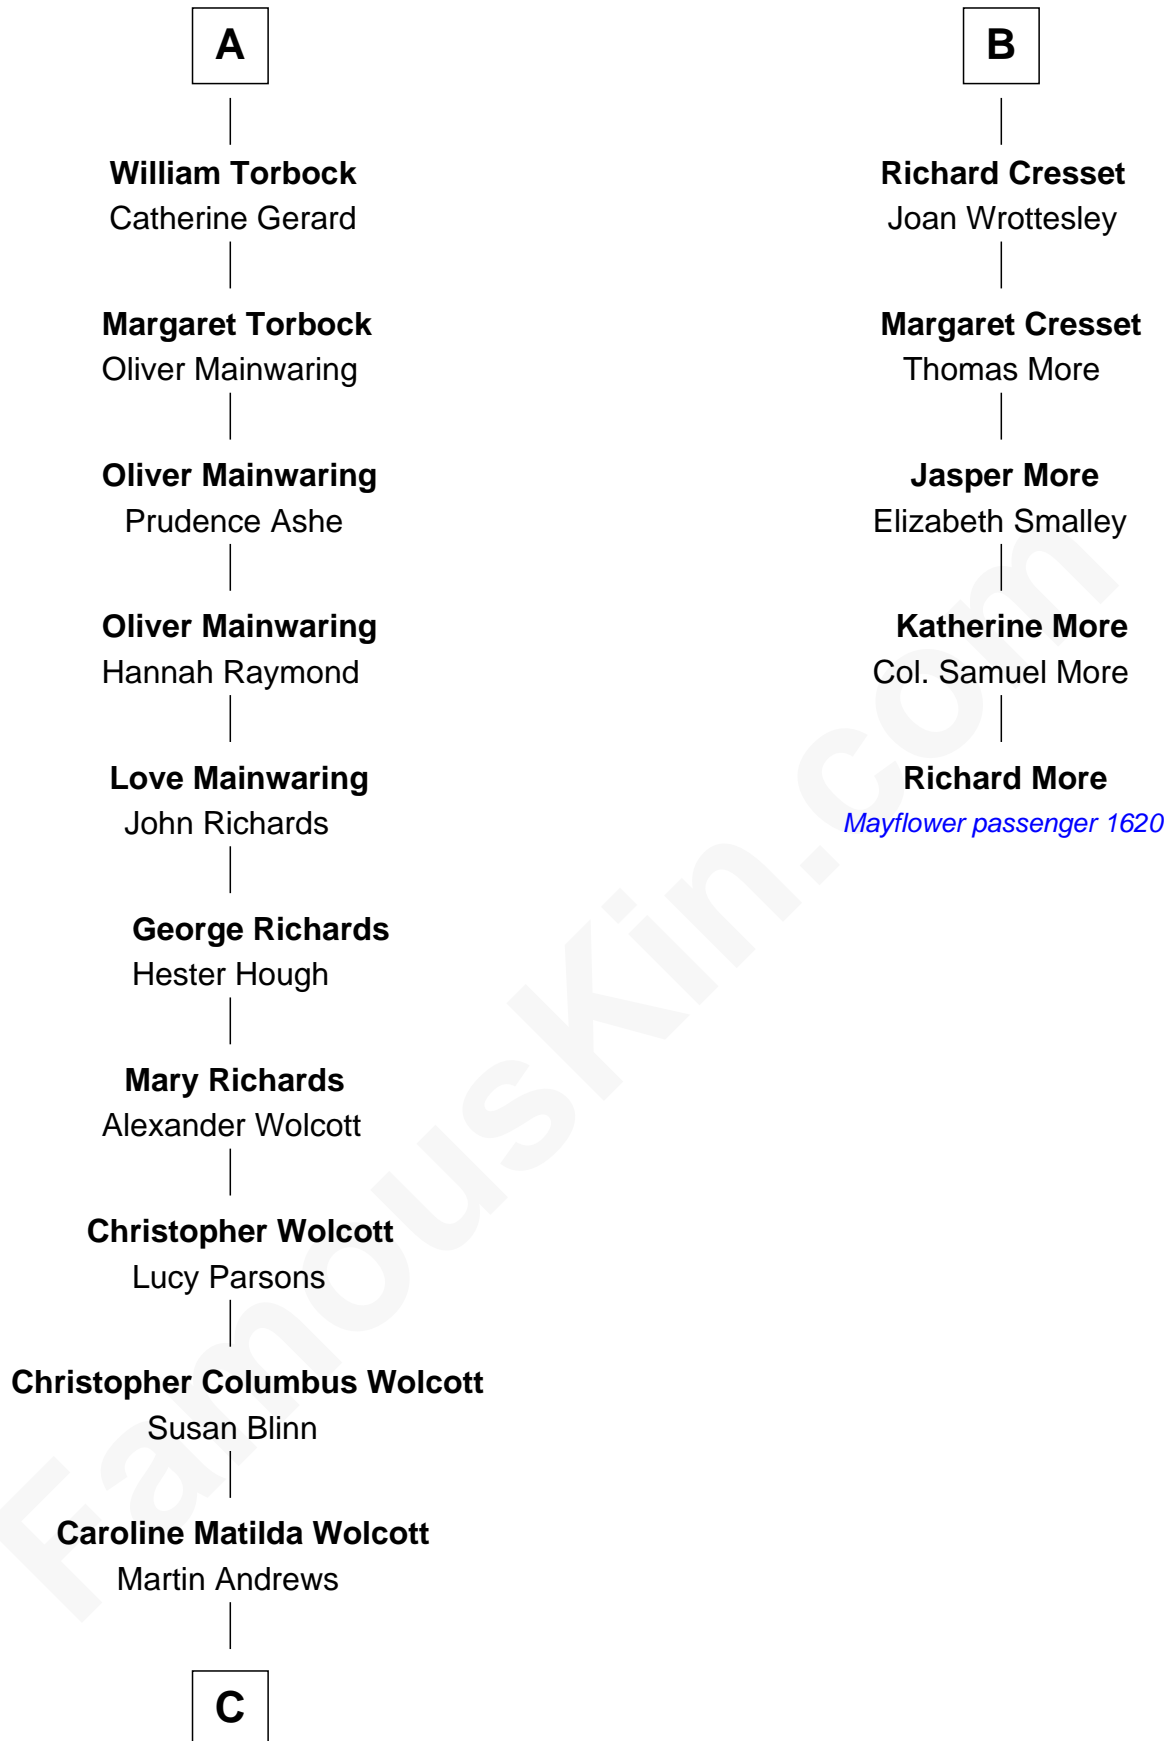 A
William Torbock
Catherine Gerard
Margaret Torbock
Oliver Mainwaring
Oliver Mainwaring
Prudence Ashe
Oliver Mainwaring
Hannah Raymond
Love Mainwaring
John Richards
George Richards
Hester Hough
Mary Richards
Alexander Wolcott
Christopher Wolcott
Lucy Parsons
Christopher Columbus Wolcott
Susan Blinn
Caroline Matilda Wolcott
Martin Andrews
C
B
Richard Cresset
Joan Wrottesley
Margaret Cresset
Thomas More
Jasper More
Elizabeth Smalley
Katherine More
Col. Samuel More
Richard More
Mayflower passenger 1620
FamousKin.com